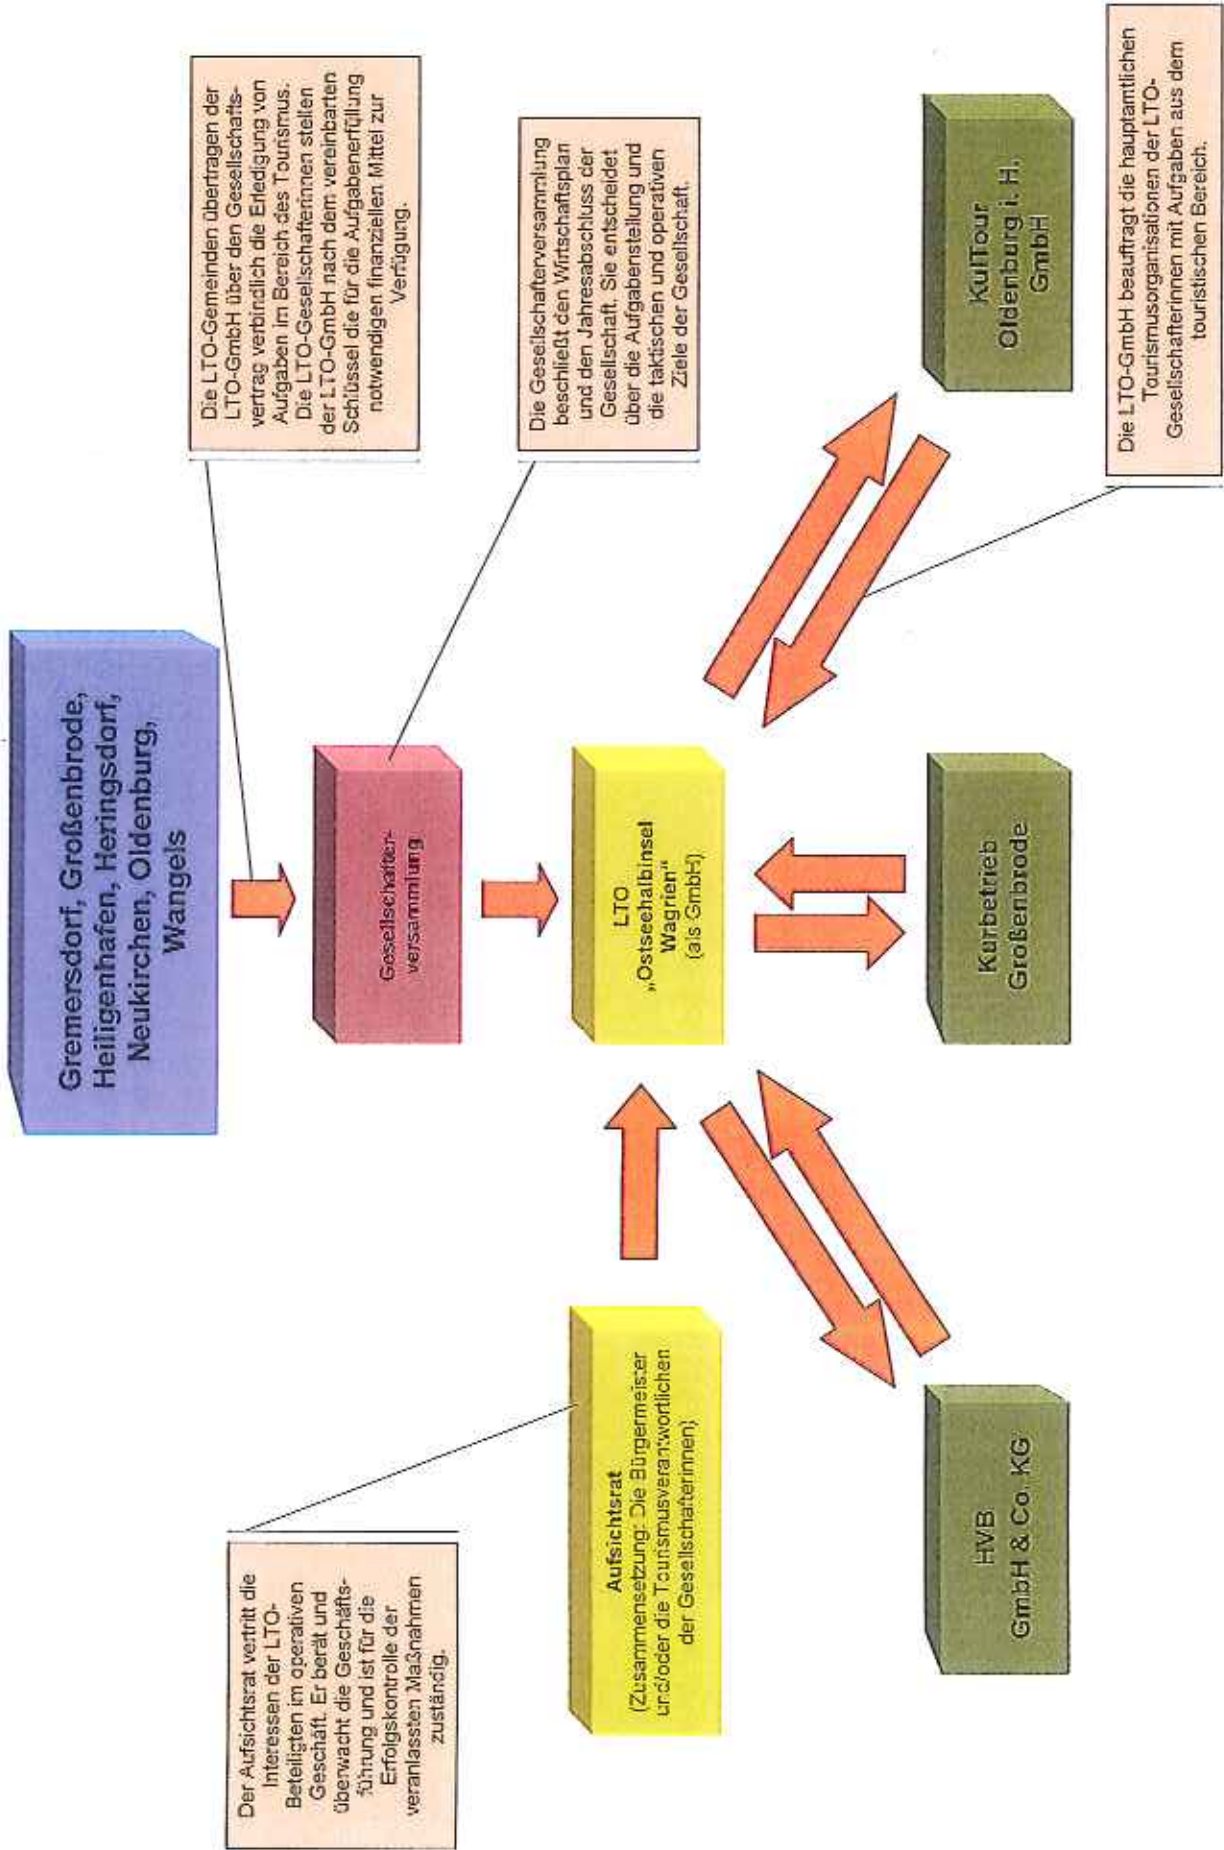 Gremersdorf, Großenbrode,
Heiligenhafen, Heringsdorf,
Neukirchen, Oldenburg,
Wangels
Die LTO-Gemeinden übertragen der
LTO-GmbH über den Gesellschafts-
vertrag verbindlich die Erledigung von
Aufgaben im Bereich des Tourismus.
Die LTO-Gesellschafterinnen stellen
der LTO-GmbH nach dem vereinbarten
Schlüssel die für die Aufgabenerfüllung
notwendigen finanziellen Mittel zur
Verfügung.
Der Aufsichtsrat vertritt die
Interessen der LTO-
Beteiligten im operativen
Geschäft. Er berät und
überwacht die Geschäfts-
führung und ist für die
Erfolgskontrolle der
veranlassten Maßnahmen
zuständig.
Gesellschafter-
versammlung
Die Gesellschafterversammlung
beschließt den Wirtschaftsplan
und den Jahresabschluss der
Gesellschaft. Sie entscheidet
über die Aufgabenstellung und
die taktischen und operativen
Ziele der Gesellschaft.
Aufsichtsrat
(Zusammensetzung: Die Bürgermeister
und/oder die Tourismusverantwortlichen
der Gesellschafterinnen)
LTO
„Ostseehalbinsel
Wagrien“
(als GmbH)
HVB
GmbH & Co. KG
Kurbetrieb
Großenbrode
KulTour
Oldenburg i. H.
GmbH
Die LTO-GmbH beauftragt die hauptamtlichen
Tourismusorganisationen der LTO-
Gesellschafterinnen mit Aufgaben aus dem
touristischen Bereich.